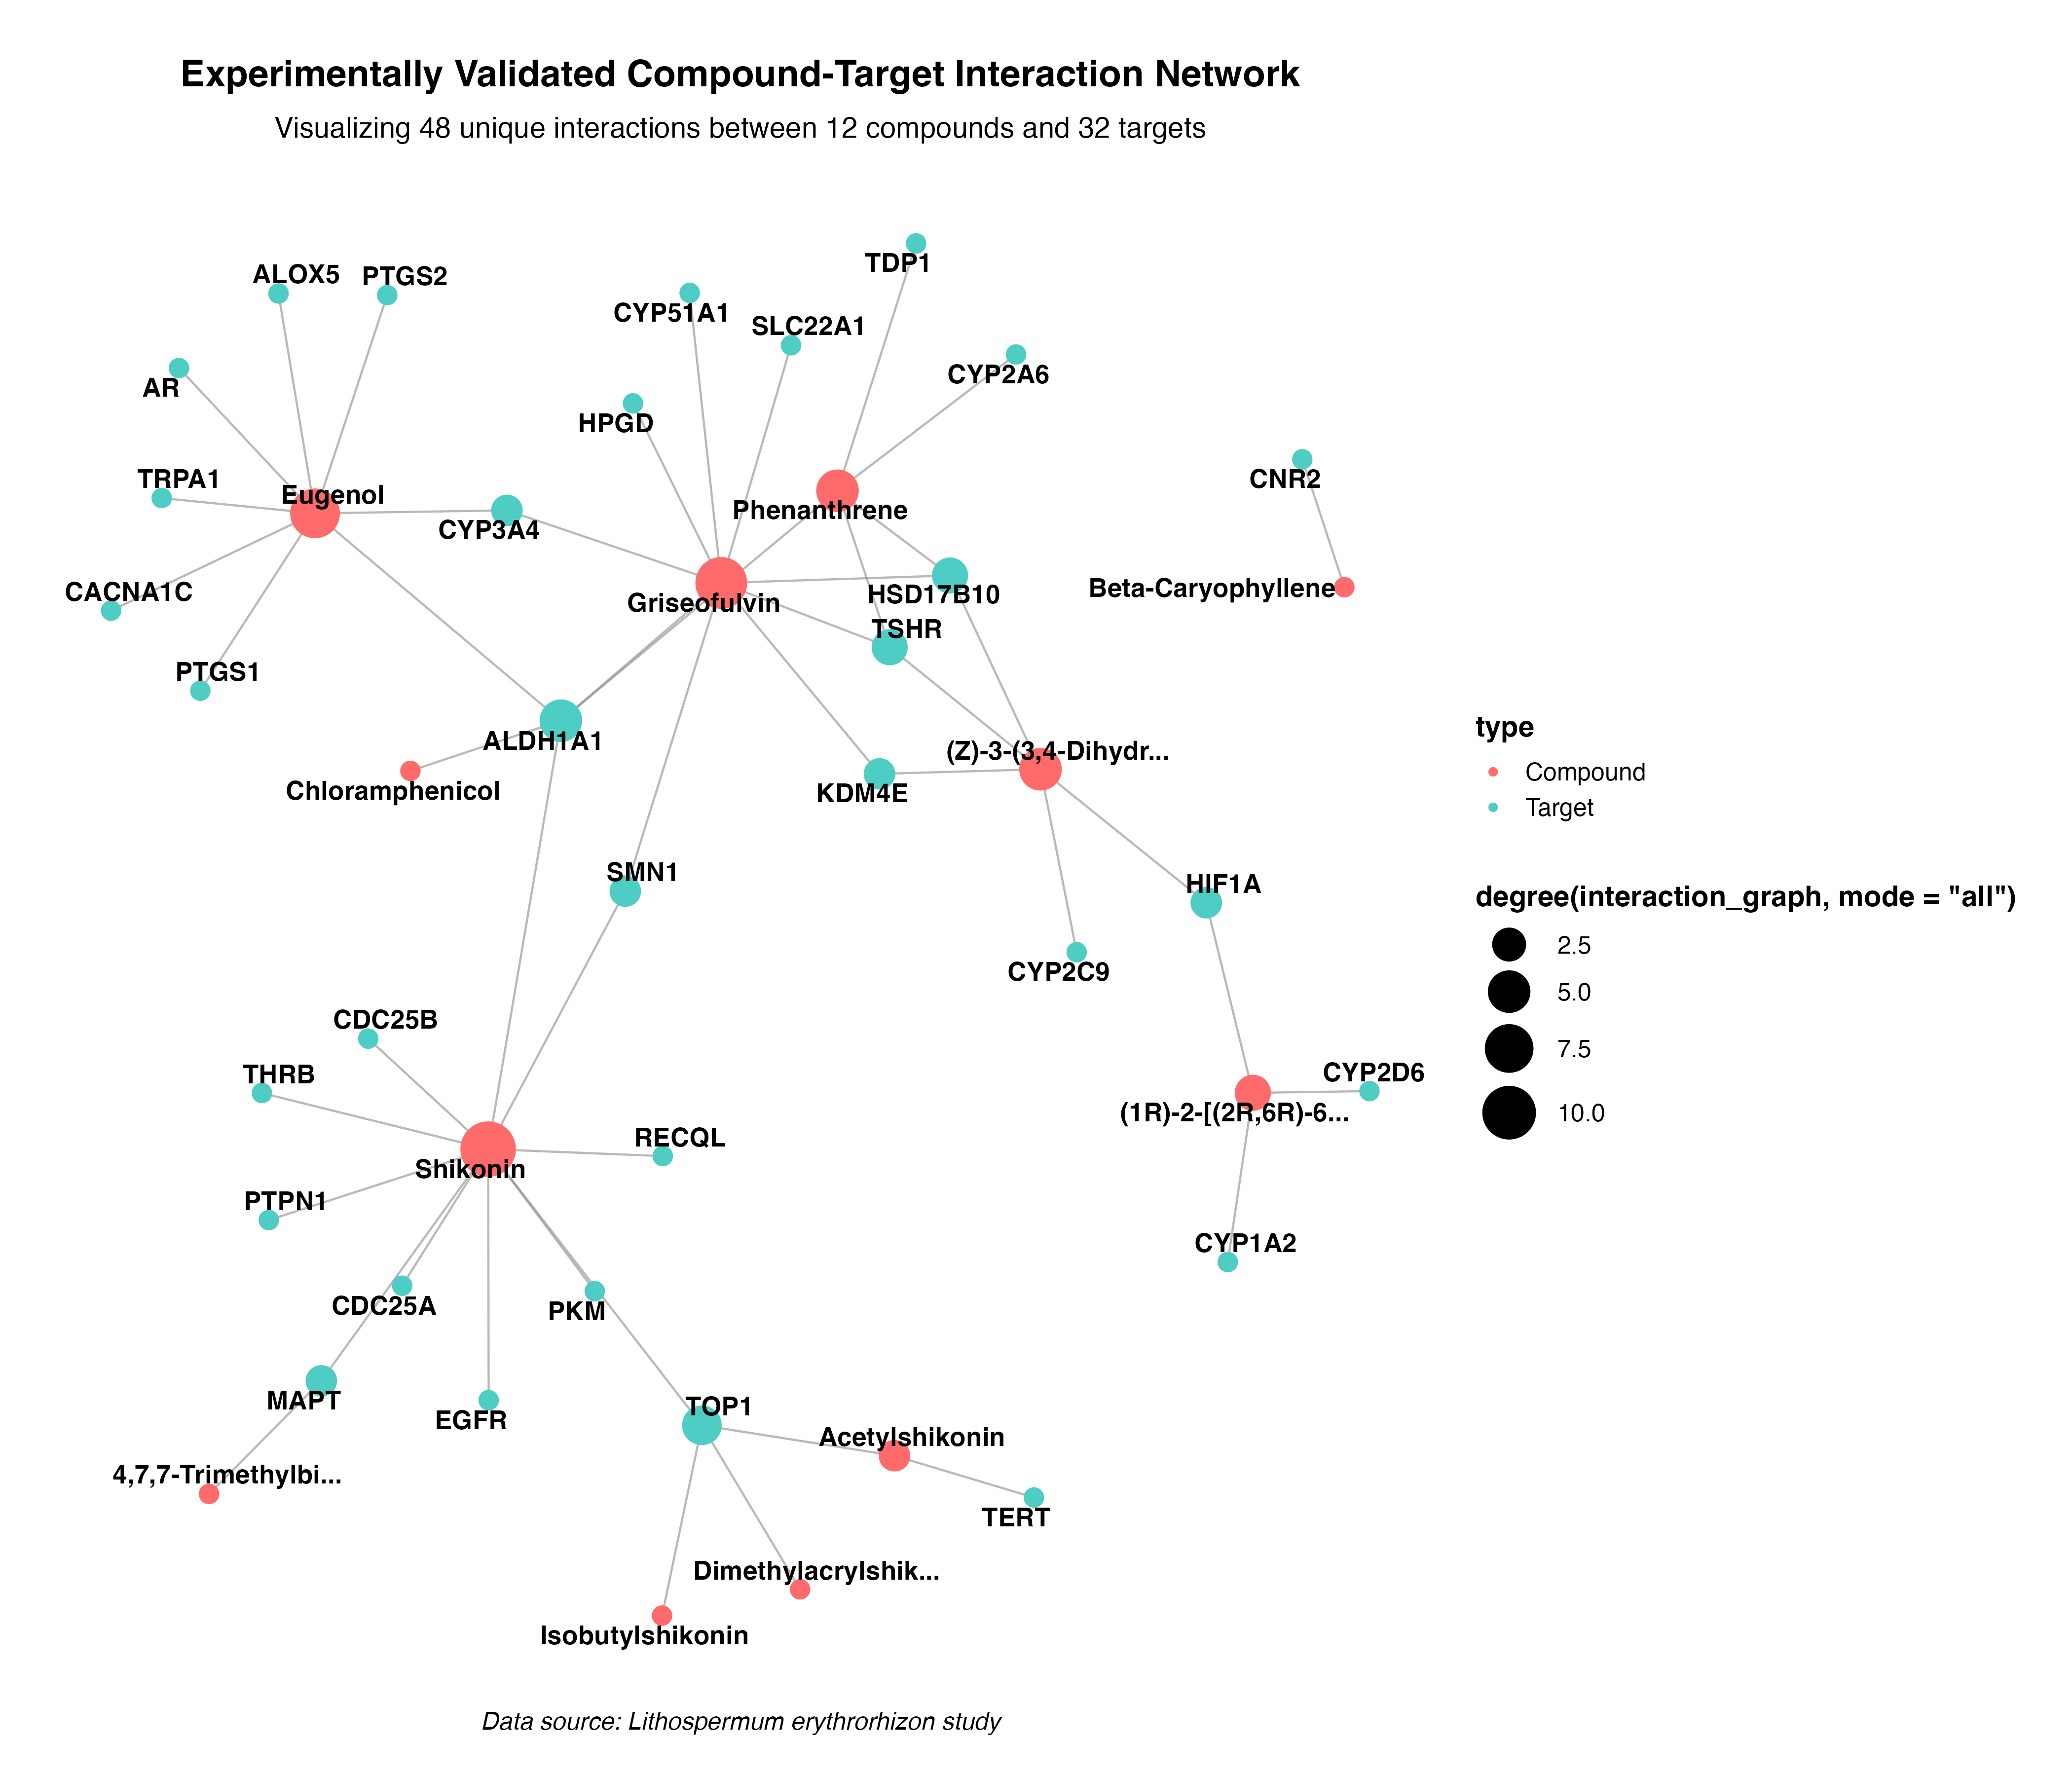 Experimentally Validated Compound-Target Interaction Network
Visualizing 48 unique interactions between 12 compounds and 32 targets
TDP1
ALOX5
PTGS2
CYP51A1
SLC22A1
CYP2A6
AR
HPGD
TRPA1
CNR2
Eugenol
Phenanthrene
CYP3A4
CACNA1C
Beta-Caryophyllene
HSD17B10
Griseofulvin
TSHR
PTGS1
type
ALDH1A1
(Z)-3-(3,4-Dihydr...
Compound
Chloramphenicol
KDM4E
Target
SMN1
HIF1A
degree(interaction_graph, mode = "all")
2.5
CYP2C9
5.0
CDC25B
7.5
THRB
CYP2D6
(1R)-2-[(2R,6R)-6...
10.0
RECQL
Shikonin
PTPN1
CYP1A2
CDC25A
PKM
MAPT
TOP1
EGFR
Acetylshikonin
4,7,7-Trimethylbi...
TERT
Dimethylacrylshik...
Isobutylshikonin
Data source: Lithospermum erythrorhizon study